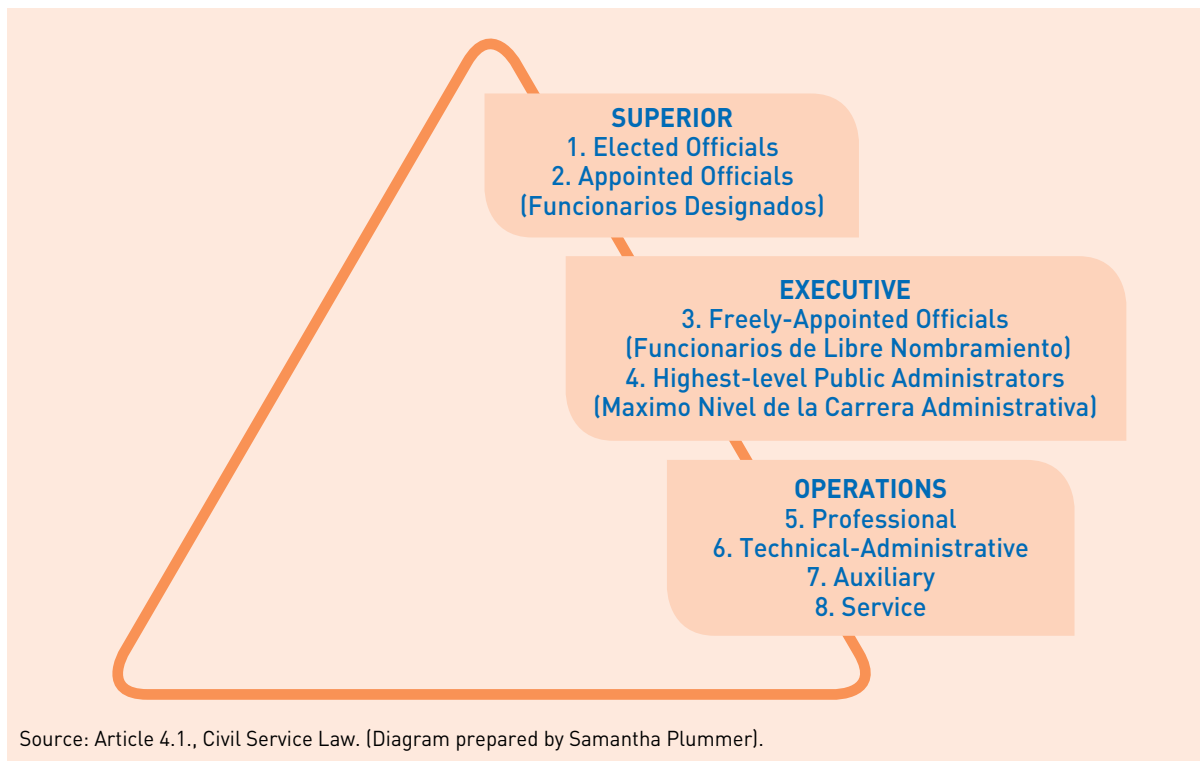 SUPERIOR
1. Elected Officials
2. Appointed Officials
(Funcionarios Designados)
EXECUTIVE
3. Freely-Appointed Officials
(Funcionarios de Libre Nombramiento)
4. Highest-level Public Administrators
(Maximo Nivel de la Carrera Administrativa)
OPERATIONS
5. Professional
6. Technical-Administrative
7. Auxiliary
8. Service
Source: Article 4.1., Civil Service Law. (Diagram prepared by Samantha Plummer).